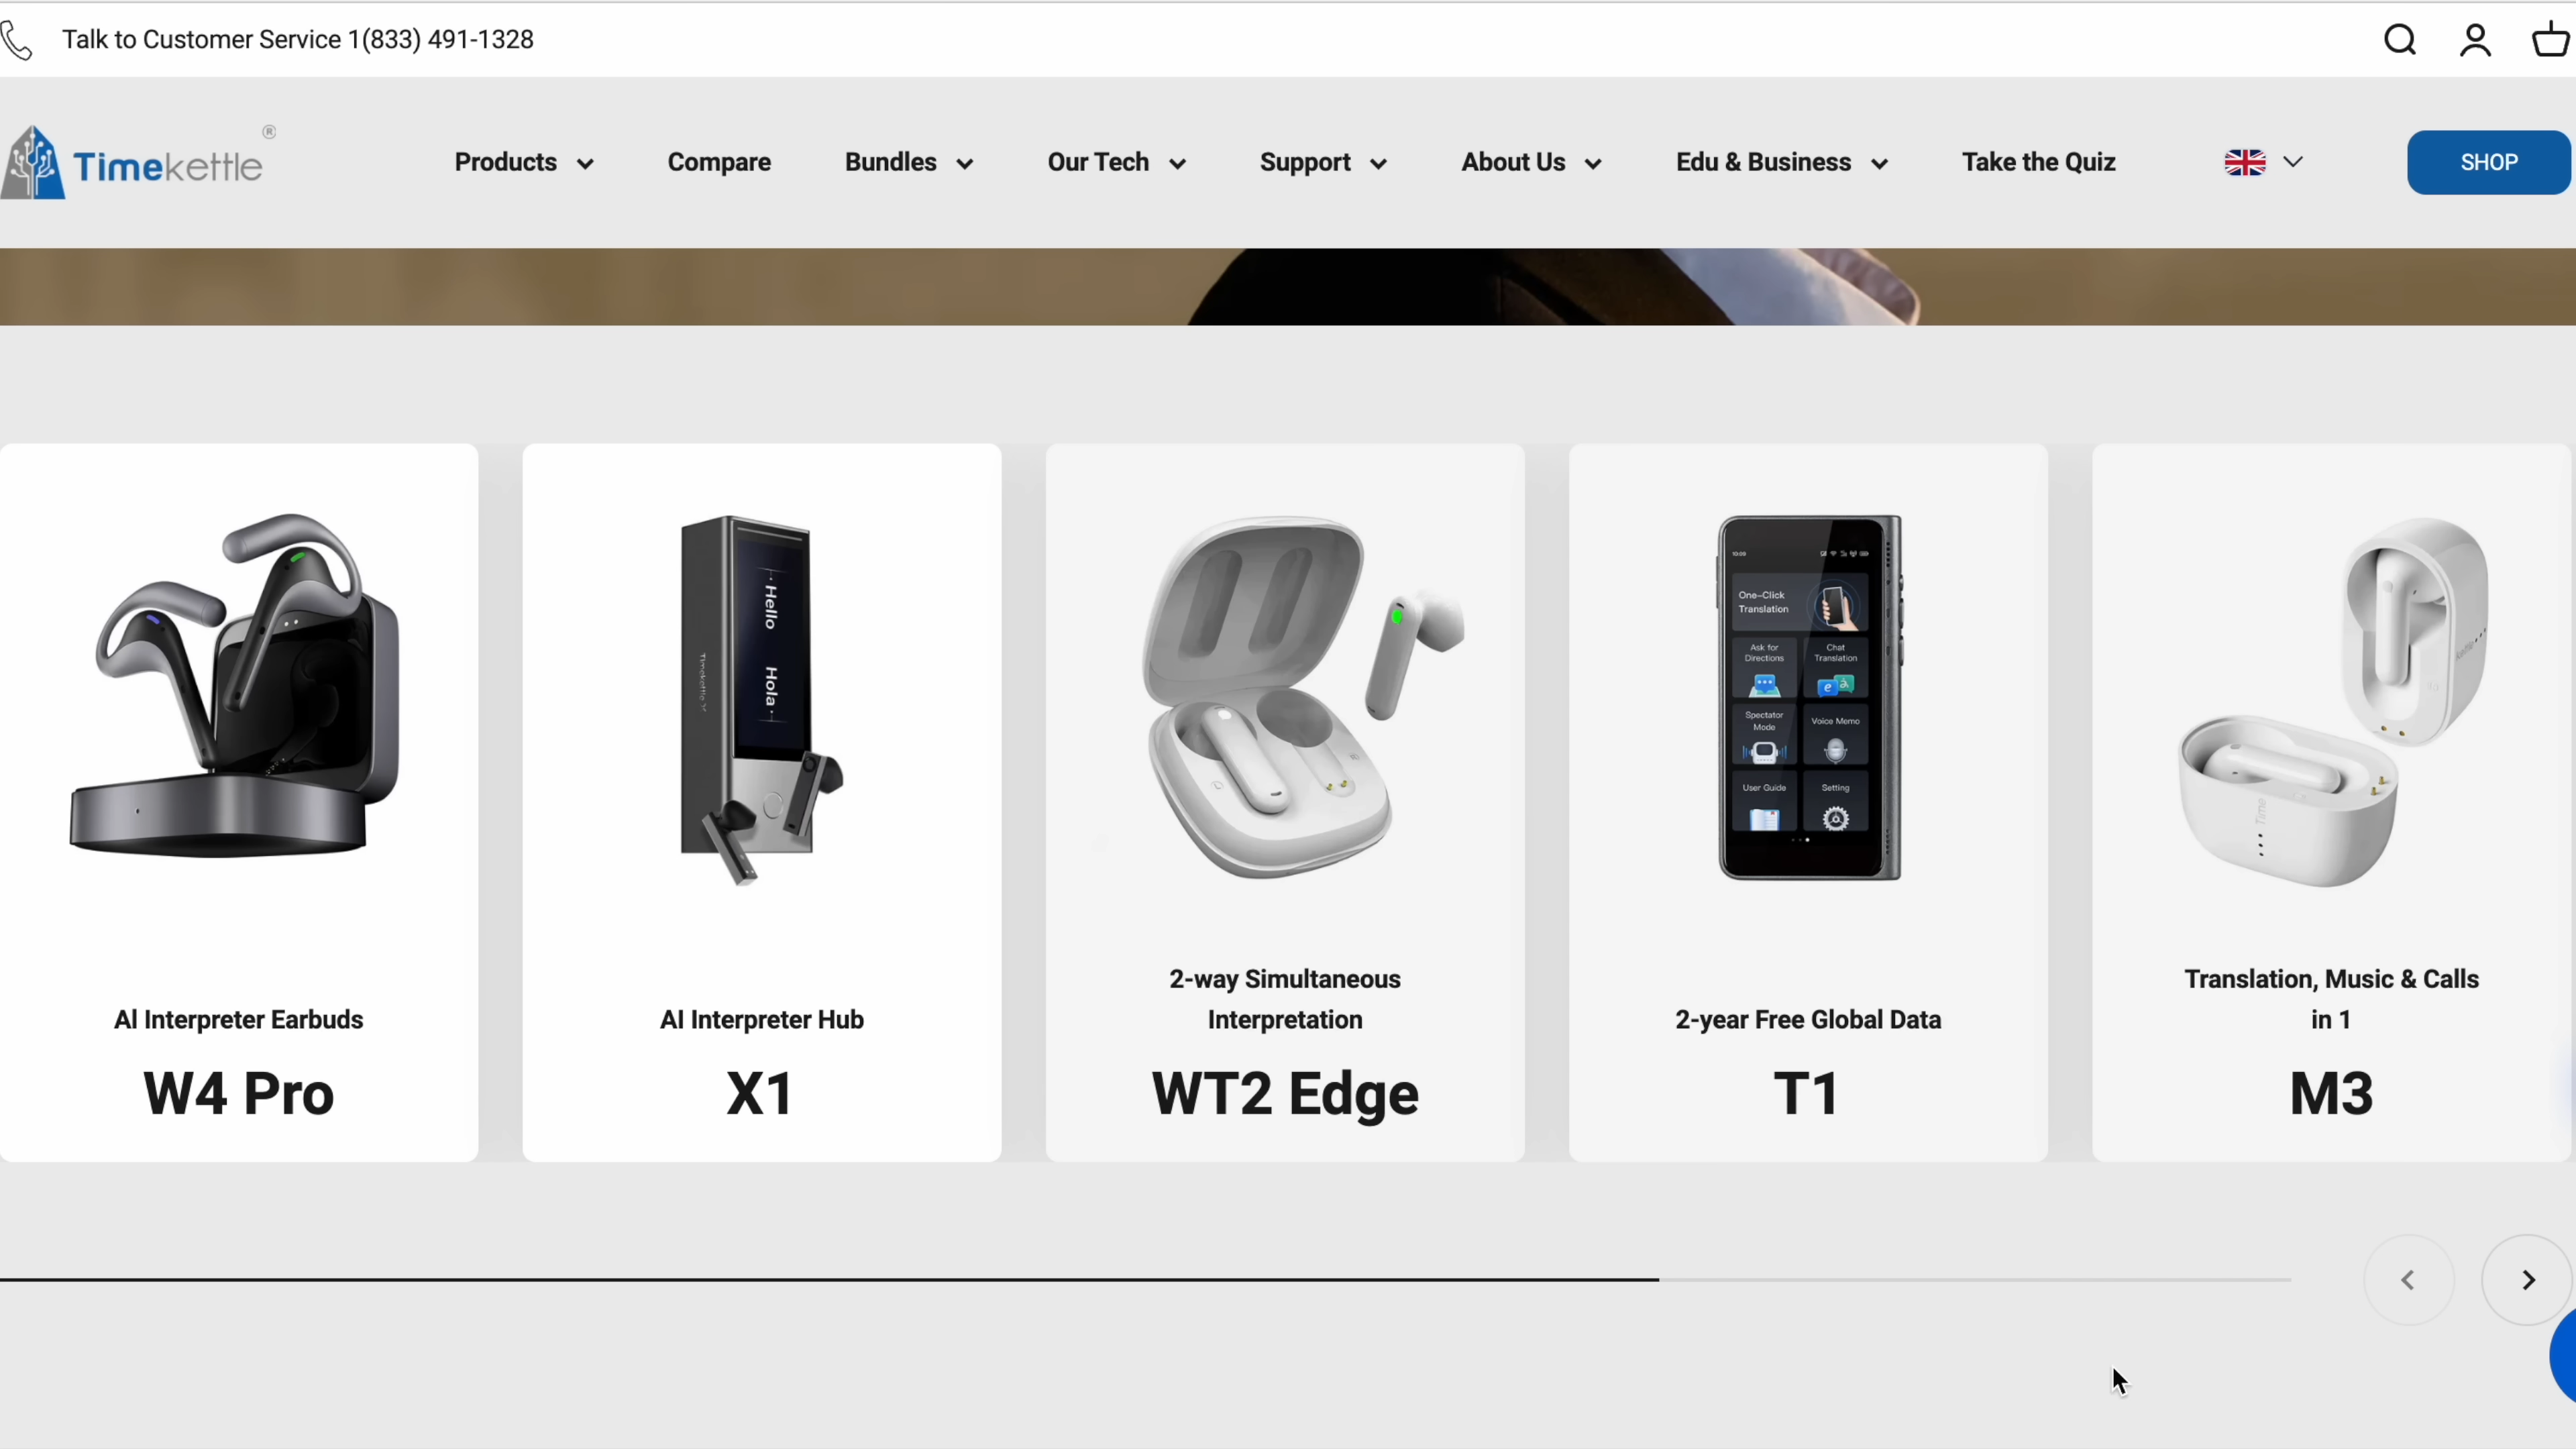 Talk to Customer Service 1(833) 491-1328
Timekettle®
Products
Compare
Bundles
Our Tech
Support
About Us
Edu & Business
Take the Quiz
SHOP
Hello
Hola
10:09
One-Click
Translation
Ask for
Directions
Chat
Translation
Spectator
Mode
Voice Memo
User Guide
Setting
Time
AI Interpreter Earbuds
W4 Pro
AI Interpreter Hub
X1
2-way Simultaneous
Interpretation
WT2 Edge
2-year Free Global Data
T1
Translation, Music & Calls
in 1
M3